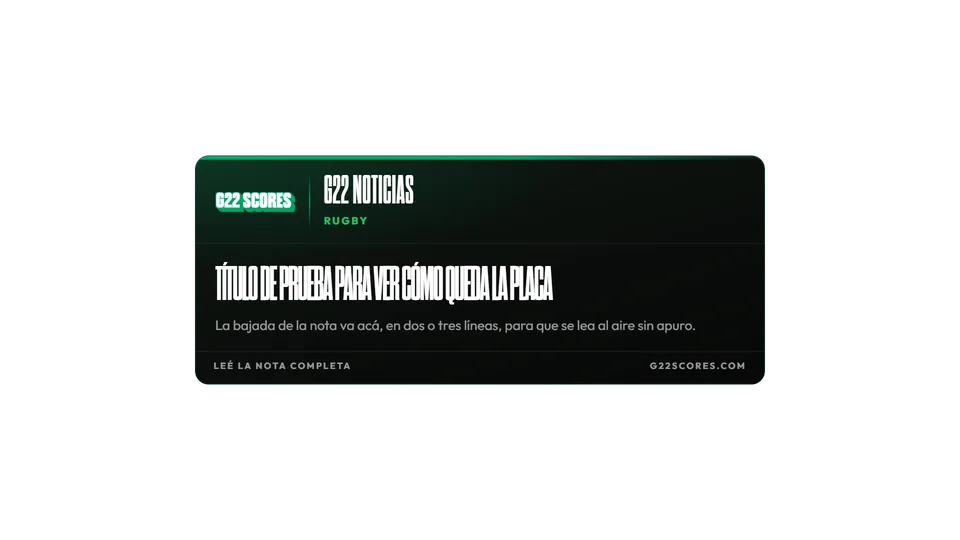 G22 SCORES
G22 NOTICIAS
RUGBY
TÍTULO DE PRUEBA PARA VER CÓMO QUEDA LA PLACA
La bajada de la nota va acá, en dos o tres líneas, para que se lea al aire sin apuro.
LEÉ LA NOTA COMPLETA
G22SCORES.COM